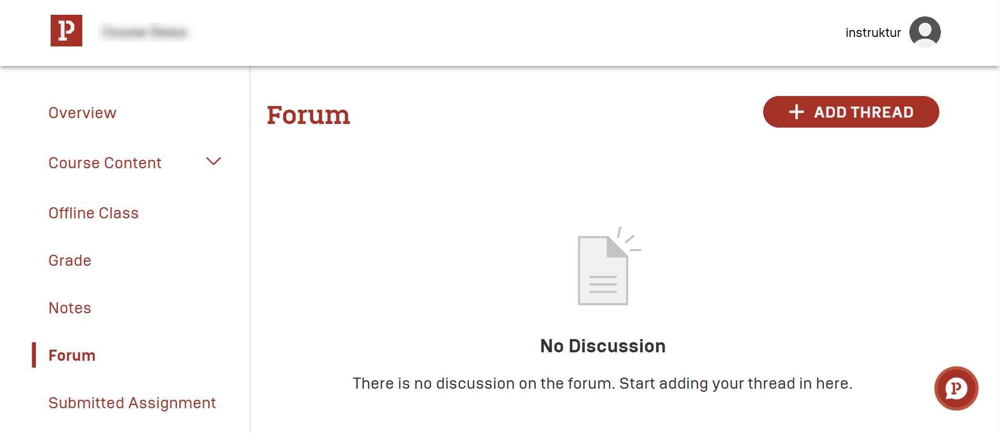 P
instruktur
Overview
Course Content
Offline Class
Grade
Notes
Forum
Submitted Assignment
Forum
+ ADD THREAD
No Discussion
There is no discussion on the forum. Start adding your thread in here.
P